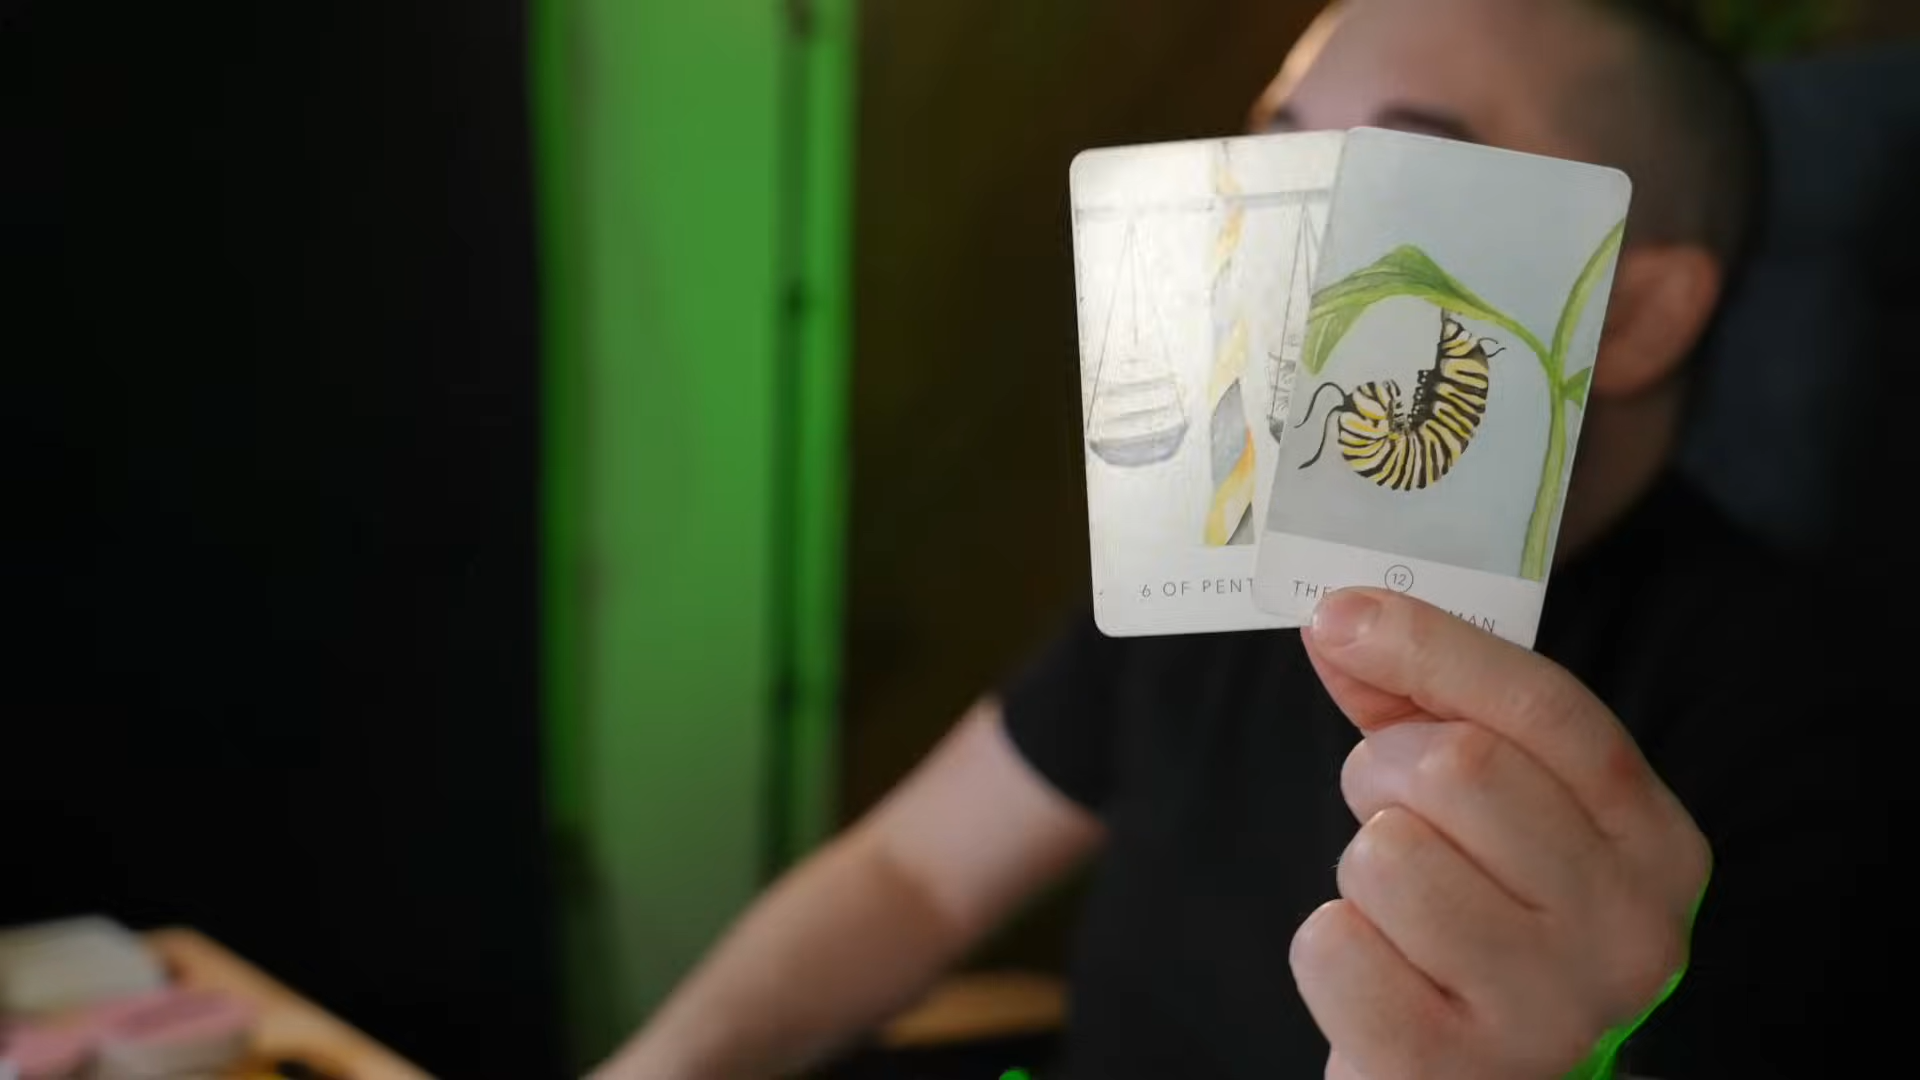 6 OF PENT
12
THE MAN